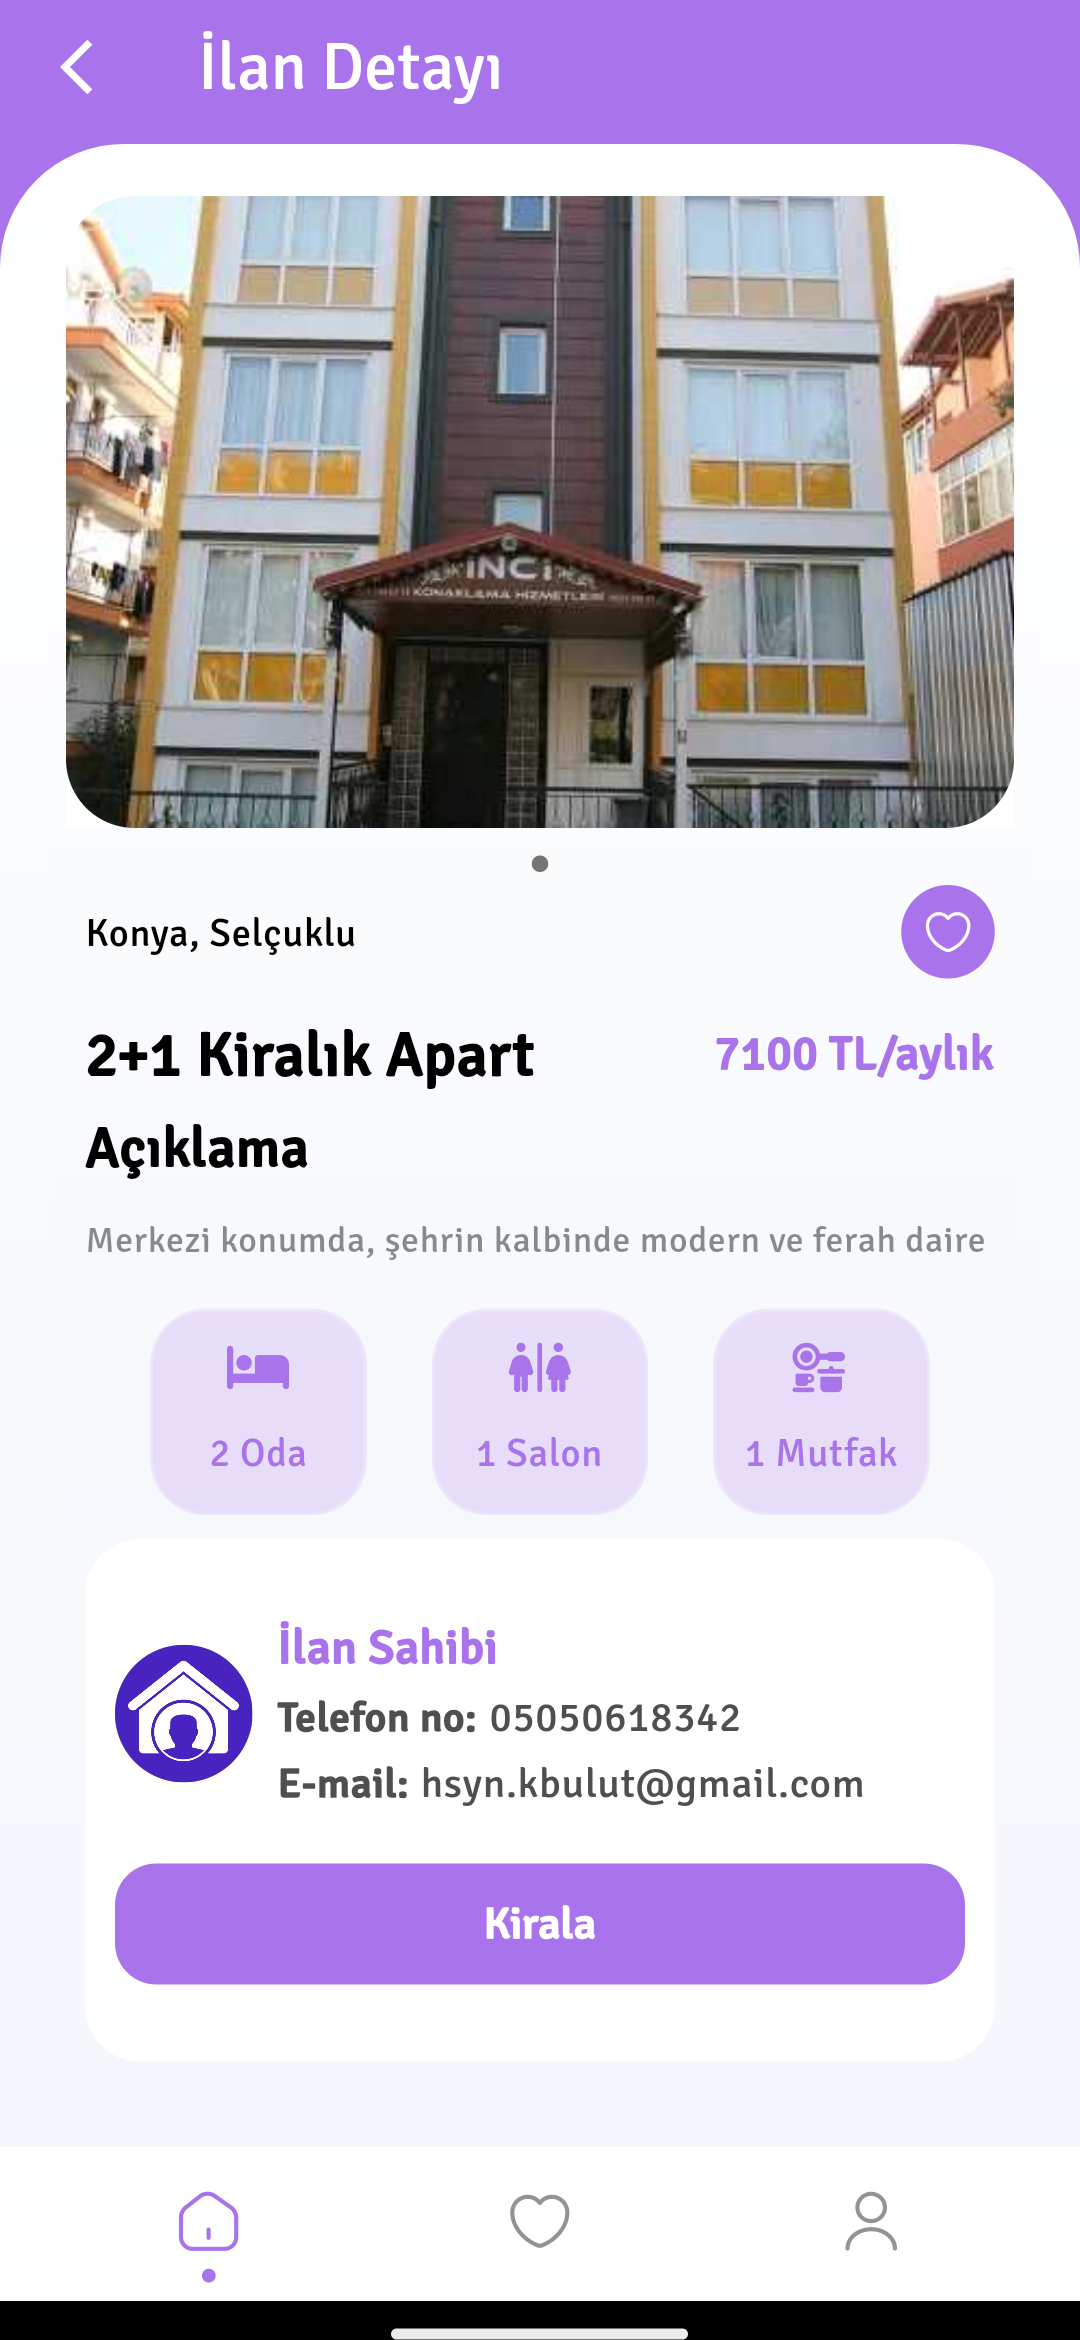 İlan Detayı
İNCİ
KONAKLAMA HİZMETLERİ
Konya, Selçuklu
2+1 Kiralık Apart
7100 TL/aylık
Açıklama
Merkezi konumda, şehrin kalbinde modern ve ferah daire
2 Oda
1 Salon
1 Mutfak
İlan Sahibi
Telefon no: 05050618342
E-mail: hsyn.kbulut@gmail.com
Kirala